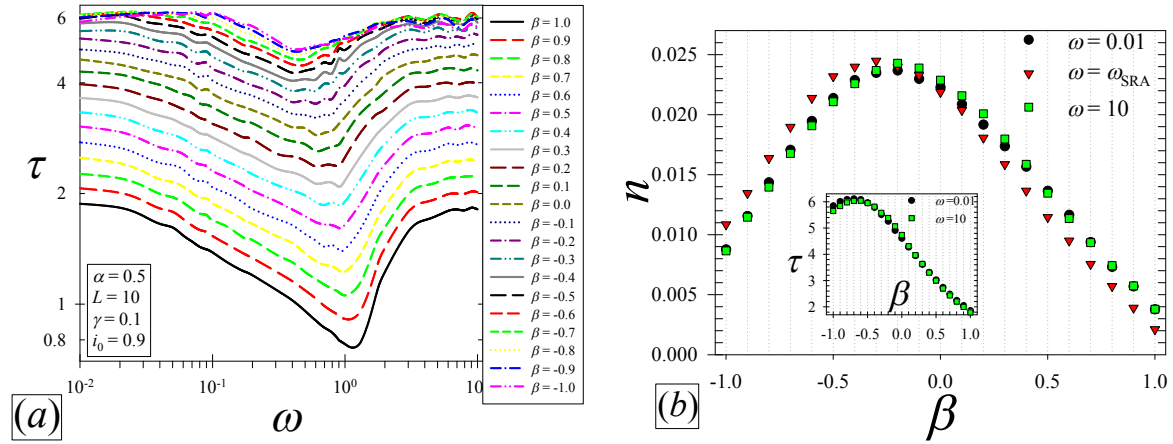 6
4
2
1
0.8
τ
10⁻²
10⁻¹
10⁰
10
ω
α = 0.5
L = 10
γ = 0.1
i₀ = 0.9
(a)
β = 1.0
β = 0.9
β = 0.8
β = 0.7
β = 0.6
β = 0.5
β = 0.4
β = 0.3
β = 0.2
β = 0.1
β = 0.0
β = -0.1
β = -0.2
β = -0.3
β = -0.4
β = -0.5
β = -0.6
β = -0.7
β = -0.8
β = -0.9
β = -1.0
n
0.025
0.020
0.015
0.010
0.005
0.000
-1.0
-0.5
0.0
0.5
1.0
β
ω = 0.01
ω = ω_SRA
ω = 10
6
5
4
3
2
τ
ω = 0.01
ω = 10
β
-1.0
-0.5
0.0
0.5
1.0
(b)